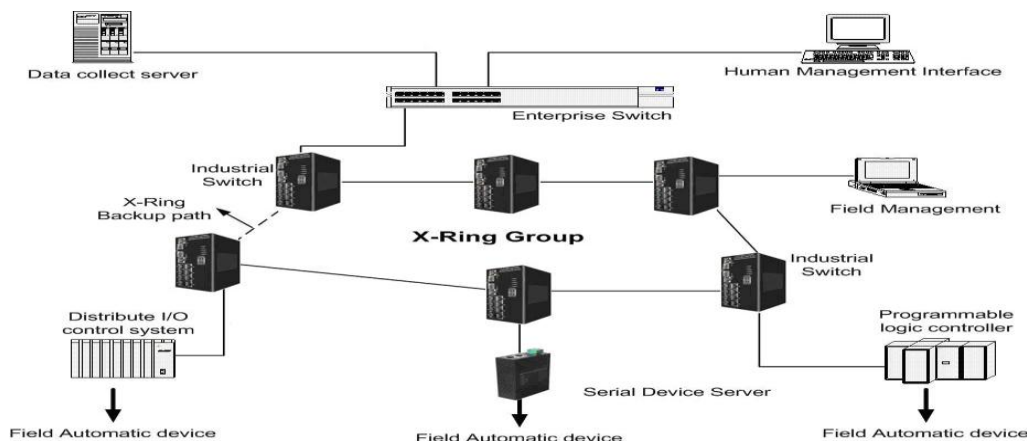 Data collect server
Human Management Interface
Enterprise Switch
Industrial
Switch
X-Ring
Backup path
Field Management
X-Ring Group
Industrial
Switch
Distribute I/O
control system
Programmable
logic controller
Serial Device Server
Field Automatic device
Field Automatic device
Field Automatic device